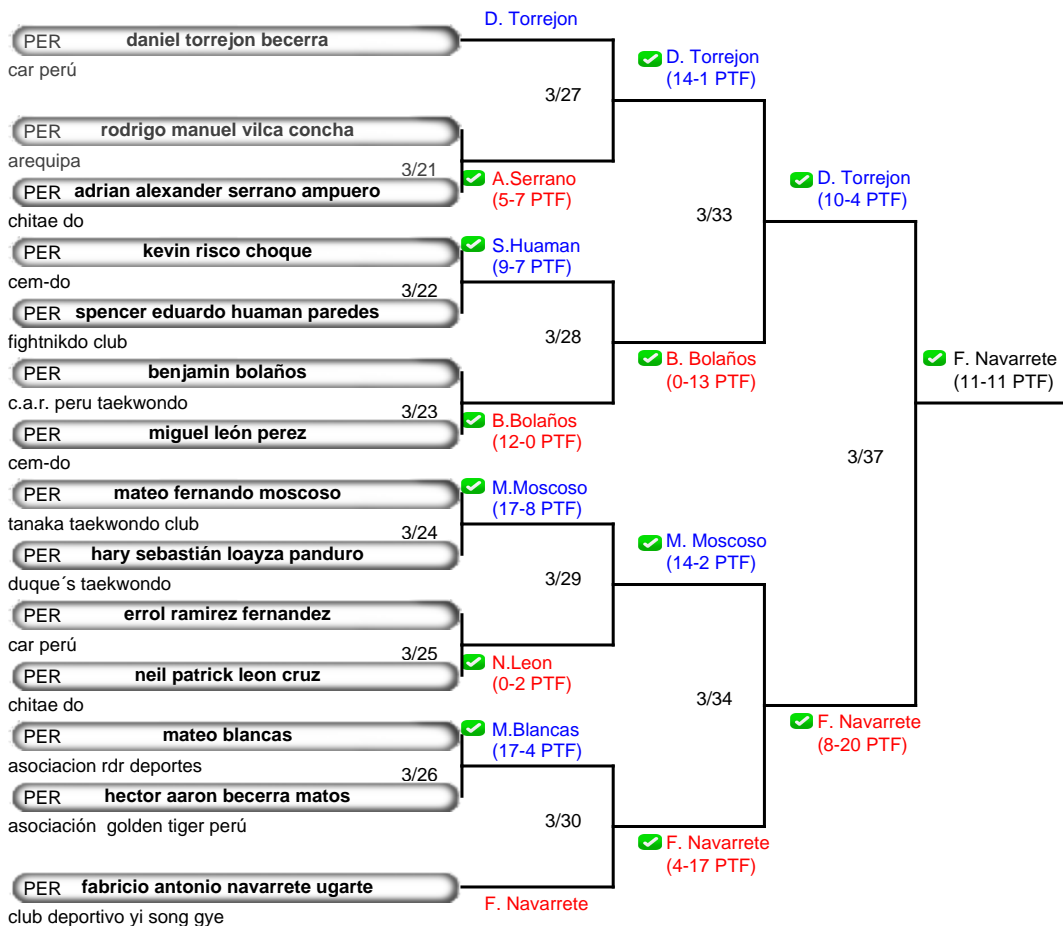 PER daniel torrejon becerra
car perú
PER rodrigo manuel vilca concha
arequipa
3/21
PER adrian alexander serrano ampuero
chitae do
PER kevin risco choque
cem-do
3/22
PER spencer eduardo huaman paredes
fightnikdo club
PER benjamin bolaños
c.a.r. peru taekwondo
3/23
PER miguel león perez
cem-do
PER mateo fernando moscoso
tanaka taekwondo club
3/24
PER hary sebastián loayza panduro
duque´s taekwondo
PER errol ramirez fernandez
car perú
3/25
PER neil patrick leon cruz
chitae do
PER mateo blancas
asociacion rdr deportes
3/26
PER hector aaron becerra matos
asociación golden tiger perú
PER fabricio antonio navarrete ugarte
club deportivo yi song gye
D. Torrejon
3/27
A.Serrano
(5-7 PTF)
S.Huaman
(9-7 PTF)
3/28
B.Bolaños
(12-0 PTF)
M.Moscoso
(17-8 PTF)
3/29
N.Leon
(0-2 PTF)
M.Blancas
(17-4 PTF)
3/30
F. Navarrete
D. Torrejon
(14-1 PTF)
3/33
B. Bolaños
(0-13 PTF)
M. Moscoso
(14-2 PTF)
3/34
F. Navarrete
(4-17 PTF)
D. Torrejon
(10-4 PTF)
3/37
F. Navarrete
(8-20 PTF)
F. Navarrete
(11-11 PTF)